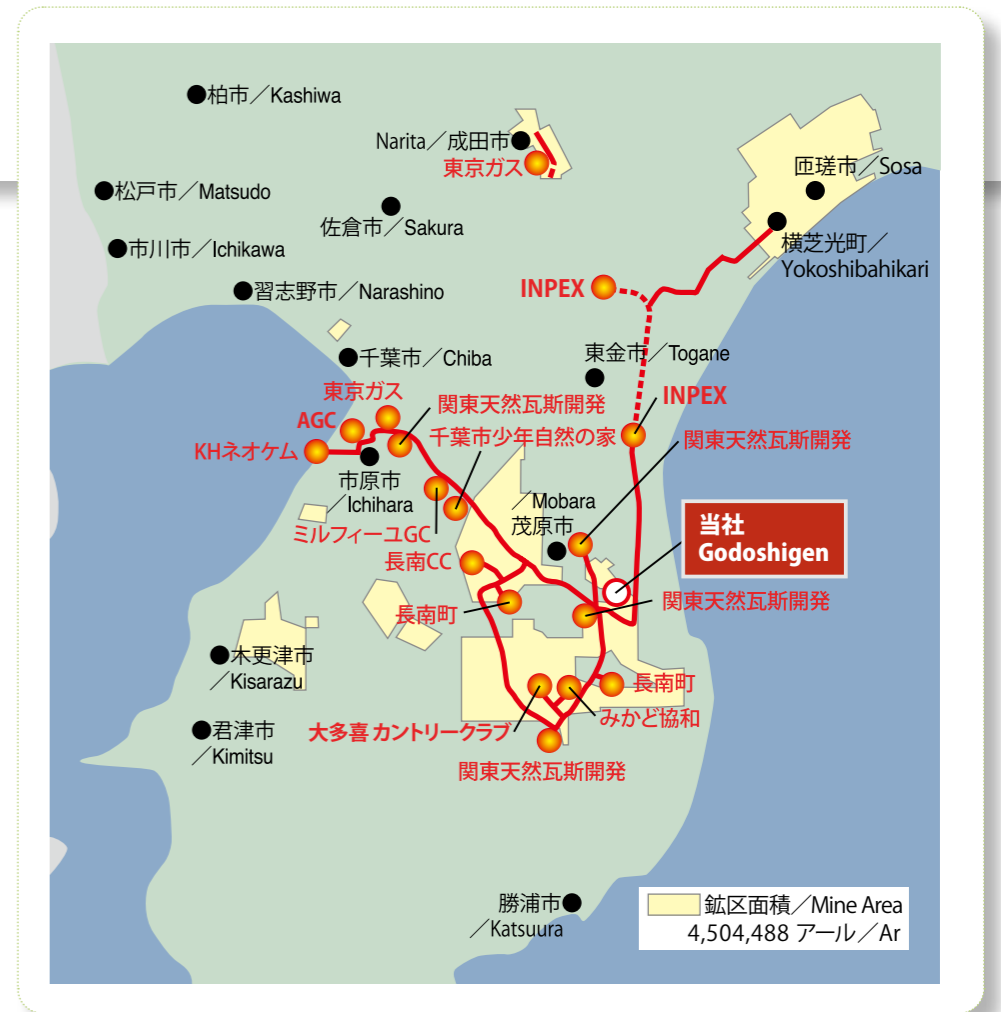 柏市／Kashiwa
Narita／成田市
東京ガス
匝瑳市／Sosa
松戸市／Matsudo
佐倉市／Sakura
横芝光町／
Yokoshibahikari
市川市／Ichikawa
INPEX
習志野市／Narashino
千葉市／Chiba
東金市／Togane
東京ガス
関東天然瓦斯開発
INPEX
AGC
千葉市少年自然の家
関東天然瓦斯開発
KHネオケム
市原市
／Ichihara
／Mobara
茂原市
当社
Godoshigen
ミルフィーユGC
長南CC
長南町
関東天然瓦斯開発
木更津市
／Kisarazu
長南町
みかど協和
大多喜 カントリークラブ
君津市
／Kimitsu
関東天然瓦斯開発
勝浦市
／Katsuura
鉱区面積／Mine Area
4,504,488 アール／Ar